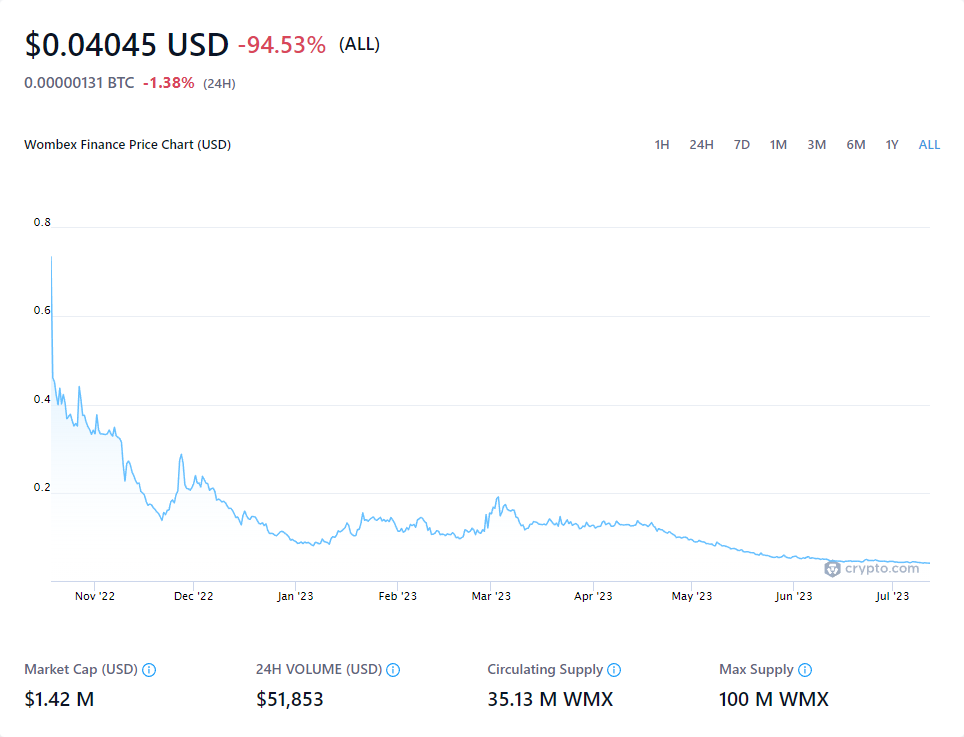 $0.04045 USD -94.53% (ALL)
0.00000131 BTC -1.38% (24H)
Wombex Finance Price Chart (USD) 1H 24H 7D 1M 3M 6M 1Y ALL
0.8
0.6
0.4
0.2
crypto.com
Nov '22 Dec '22 Jan '23 Feb '23 Mar '23 Apr '23 May '23 Jun '23 Jul '23
Market Cap (USD) 24H VOLUME (USD) Circulating Supply Max Supply
$1.42 M $51,853 35.13 M WMX 100 M WMX